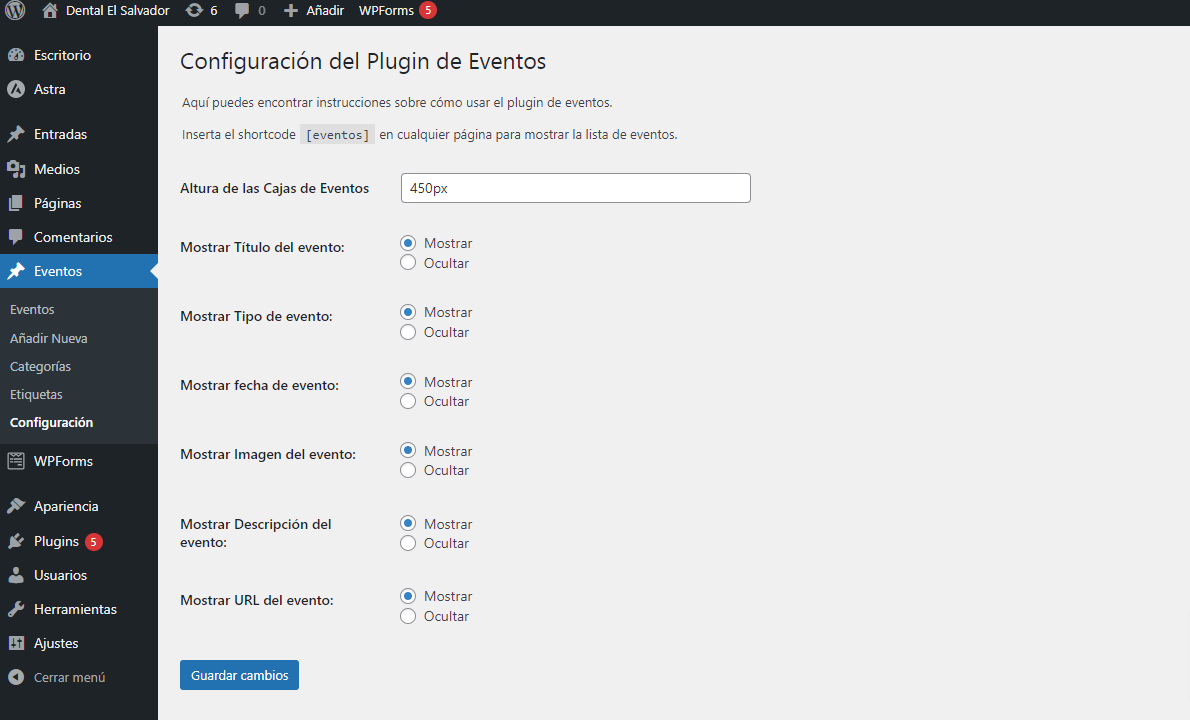 Dental El Salvador 6 0 Añadir WPForms 5
Escritorio
Astra
Entradas
Medios
Páginas
Comentarios
Eventos
Eventos
Añadir Nueva
Categorías
Etiquetas
Configuración
WPForms
Apariencia
Plugins 5
Usuarios
Herramientas
Ajustes
Cerrar menú
Configuración del Plugin de Eventos
Aquí puedes encontrar instrucciones sobre cómo usar el plugin de eventos.
Inserta el shortcode [eventos] en cualquier página para mostrar la lista de eventos.
Altura de las Cajas de Eventos 450px
Mostrar Título del evento: Mostrar
Ocultar
Mostrar Tipo de evento: Mostrar
Ocultar
Mostrar fecha de evento: Mostrar
Ocultar
Mostrar Imagen del evento: Mostrar
Ocultar
Mostrar Descripción del Mostrar
evento: Ocultar
Mostrar URL del evento: Mostrar
Ocultar
Guardar cambios